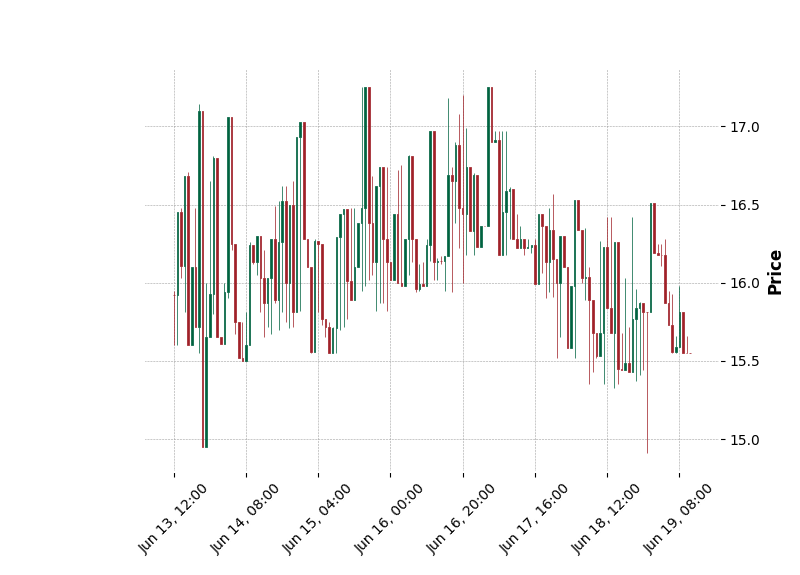 17.0
16.5
16.0
15.5
15.0
Price
Jun 13, 12:00
Jun 14, 08:00
Jun 15, 04:00
Jun 16, 00:00
Jun 16, 20:00
Jun 17, 16:00
Jun 18, 12:00
Jun 19, 08:00